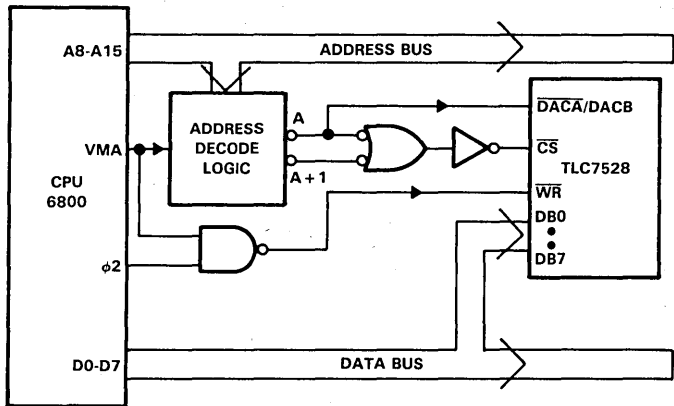 A8-A15
ADDRESS BUS
ADDRESS
DECODE
LOGIC
A
A + 1
DACA/DACB
CS
TLC7528
WR
DB0
DB7
VMA
CPU
6800
φ2
D0-D7
DATA BUS